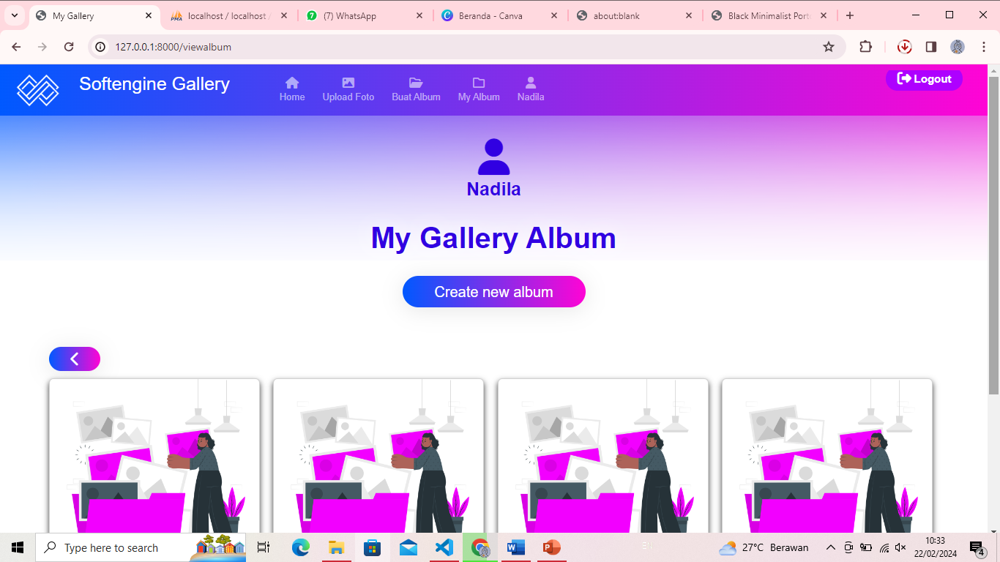 My Gallery
localhost / localhost /
(7) WhatsApp
Beranda - Canva
about:blank
Black Minimalist Port
127.0.0.1:8000/viewalbum
Softengine Gallery
Home
Upload Foto
Buat Album
My Album
Nadila
Logout
Nadila
My Gallery Album
Create new album
Type here to search
27°C Berawan
10:33
22/02/2024
4